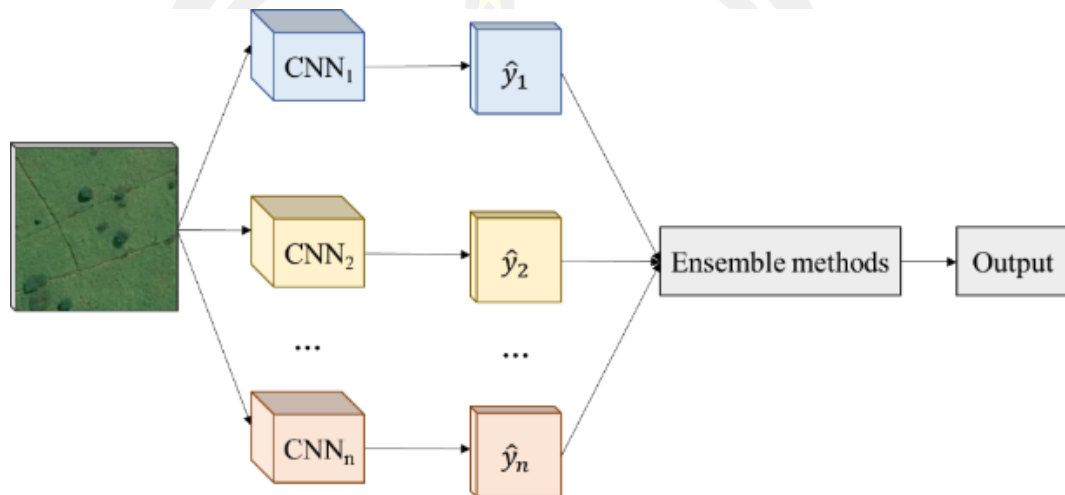 CNN₁
ŷ₁
CNN₂
ŷ₂
Ensemble methods
Output
...
...
CNNₙ
ŷₙ